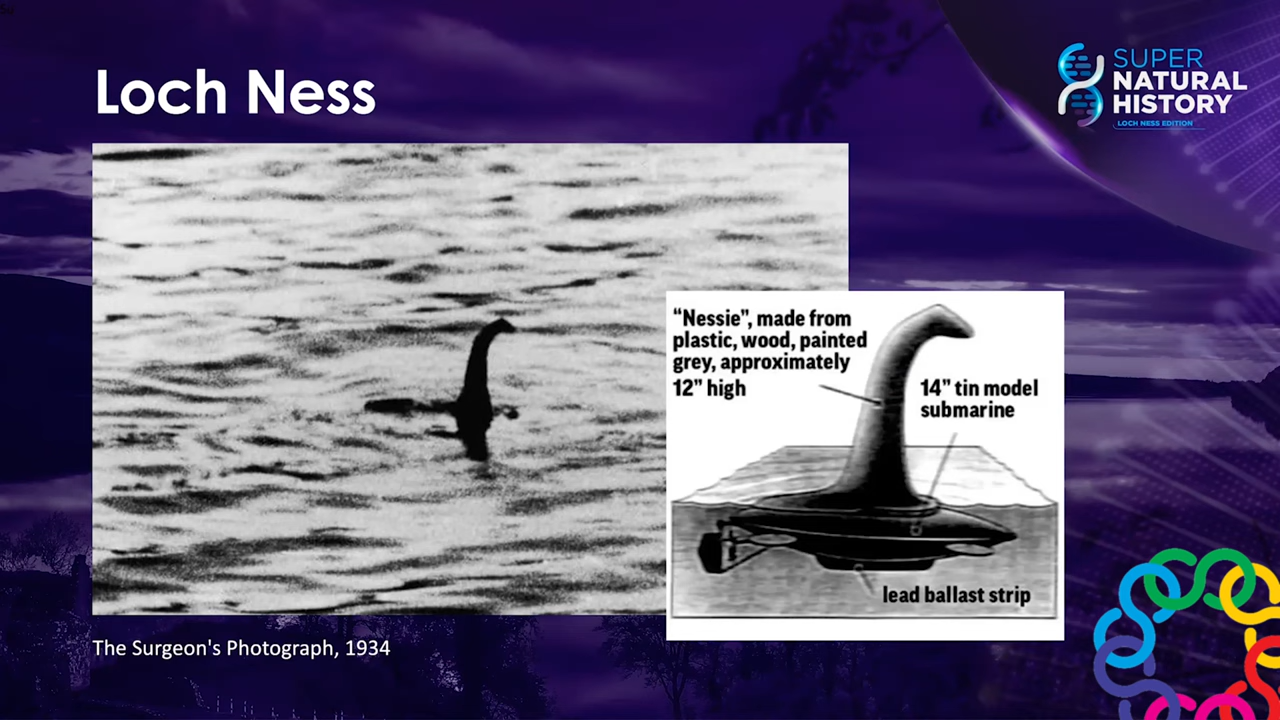 Loch Ness
SUPER
NATURAL
HISTORY
LOCH NESS EDITION
“Nessie”, made from
plastic, wood, painted
grey, approximately
12” high
14” tin model
submarine
lead ballast strip
The Surgeon's Photograph, 1934